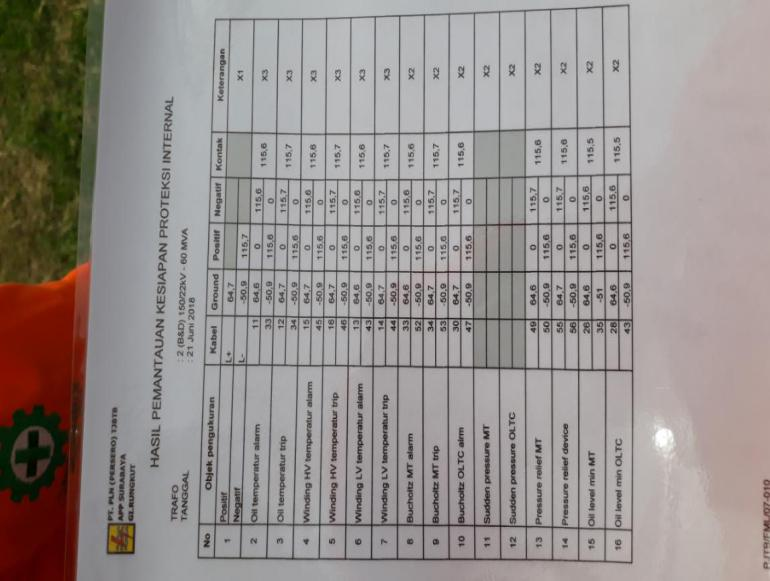 PT. PLN (PERSERO) TJBTB
APP SURABAYA
GI.RUNGKUT
HASIL PEMANTAUAN KESIAPAN PROTEKSI INTERNAL
TRAFO : 2 (B&D) 150/22kV - 60 MVA
TANGGAL : 21 Juni 2018
No Objek pengukuran Kabel Ground Positif Negatif Kontak Keterangan
1 Positif L+ 64,7
Negatif L- -50,9 115,7 X1
2 Oil temperatur alarm 11 64,6 0 115,6
33 -50,9 115,6 0 115,6 X3
3 Oil temperatur trip 12 64,7 0 115,7
34 -50,9 115,6 0 115,7 X3
4 Winding HV temperatur alarm 15 64,7 0 115,6
45 -50,9 115,6 0 115,6 X3
5 Winding HV temperatur trip 16 64,7 0 115,7
46 -50,9 115,6 0 115,7 X3
6 Winding LV temperatur alarm 13 64,6 0 115,6
43 -50,9 115,6 0 115,6 X3
7 Winding LV temperatur trip 14 64,7 0 115,7
44 -50,9 115,6 0 115,7 X3
8 Bucholtz MT alarm 33 64,6 0 115,6
52 -50,9 115,6 0 115,6 X2
9 Bucholtz MT trip 34 64,7 0 115,7
53 -50,9 115,6 0 115,7 X2
10 Bucholtz OLTC alrm 30 64,7 0 115,7
47 -50,9 115,6 0 115,6 X2
11 Sudden pressure MT X2
12 Sudden pressure OLTC X2
13 Pressure relief MT 49 64,6 0 115,7
50 -50,9 115,6 0 115,6 X2
14 Pressure relief device 55 64,7 0 115,7
56 -50,9 115,6 0 115,6 X2
15 Oil level min MT 26 64,6 0 115,6
35 -51 115,6 0 115,5 X2
16 Oil level min OLTC 28 64,6 0 115,6
43 -50,9 115,6 0 115,5 X2